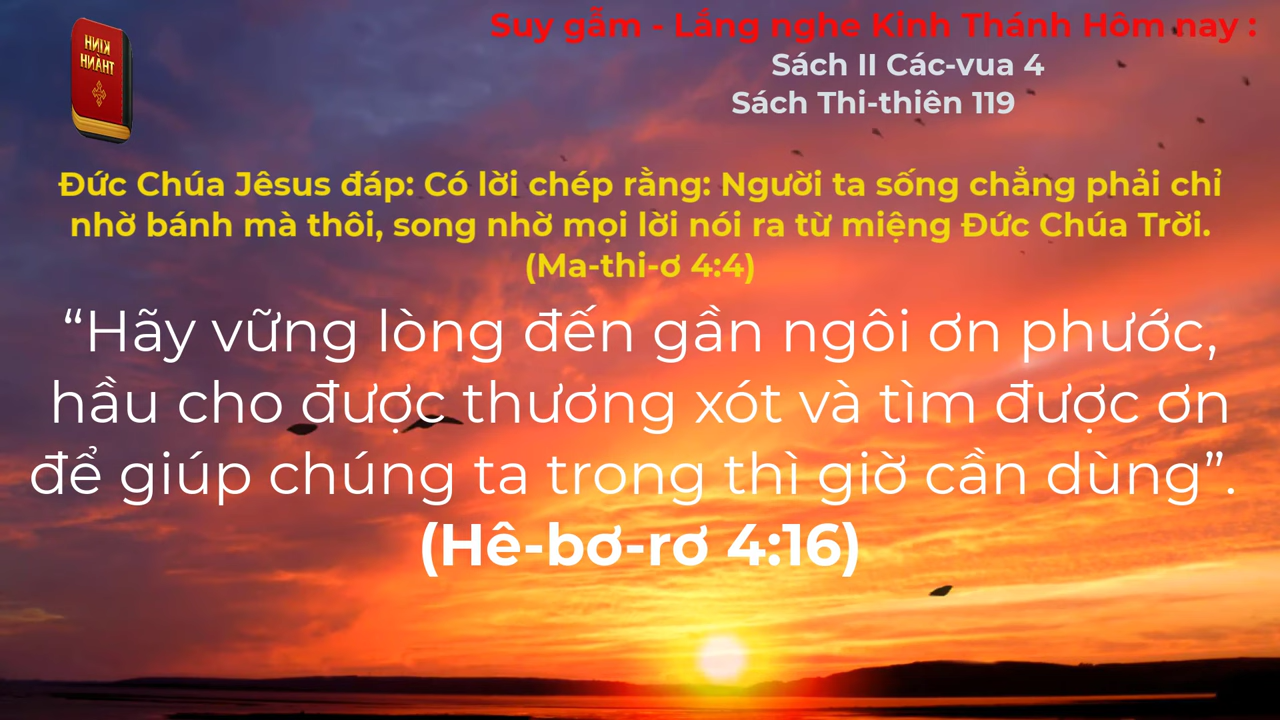 KINH
THÁNH
Suy gẫm - Lắng nghe Kinh Thánh Hôm nay :
Sách II Các-vua 4
Sách Thi-thiên 119
Đức Chúa Jêsus đáp: Có lời chép rằng: Người ta sống chẳng phải chỉ
nhờ bánh mà thôi, song nhờ mọi lời nói ra từ miệng Đức Chúa Trời.
(Ma-thi-ơ 4:4)
“Hãy vững lòng đến gần ngôi ơn phước,
hầu cho được thương xót và tìm được ơn
để giúp chúng ta trong thì giờ cần dùng”.
(Hê-bơ-rơ 4:16)